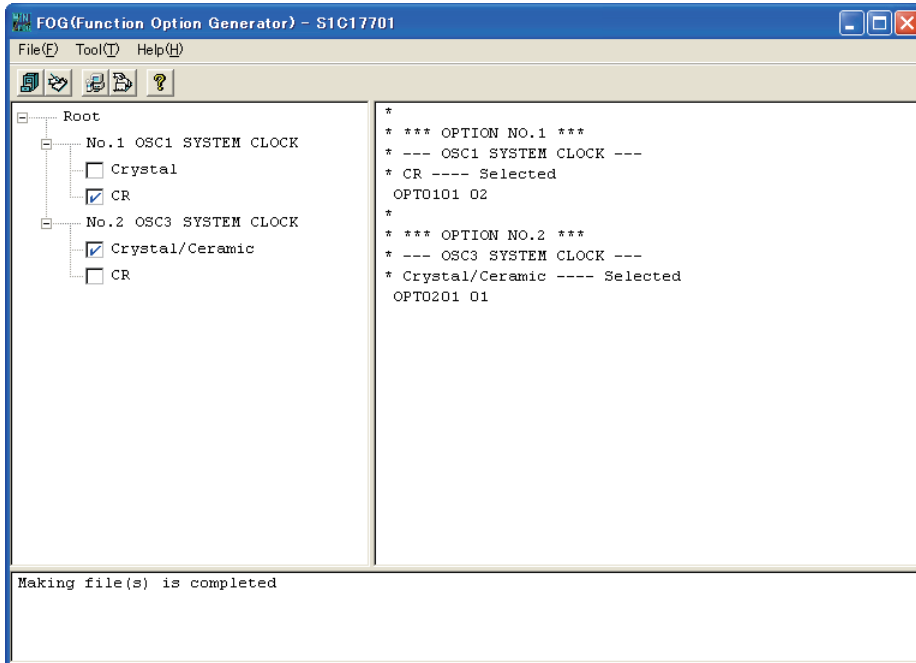 FOG(Function Option Generator) - S1C17701
File(F) Tool(T) Help(H)
Root
No.1 OSC1 SYSTEM CLOCK
Crystal
CR
No.2 OSC3 SYSTEM CLOCK
Crystal/Ceramic
CR
*
* *** OPTION NO.1 ***
* --- OSC1 SYSTEM CLOCK ---
* CR ---- Selected
OPT0101 02
*
* *** OPTION NO.2 ***
* --- OSC3 SYSTEM CLOCK ---
* Crystal/Ceramic ---- Selected
OPT0201 01
Making file(s) is completed